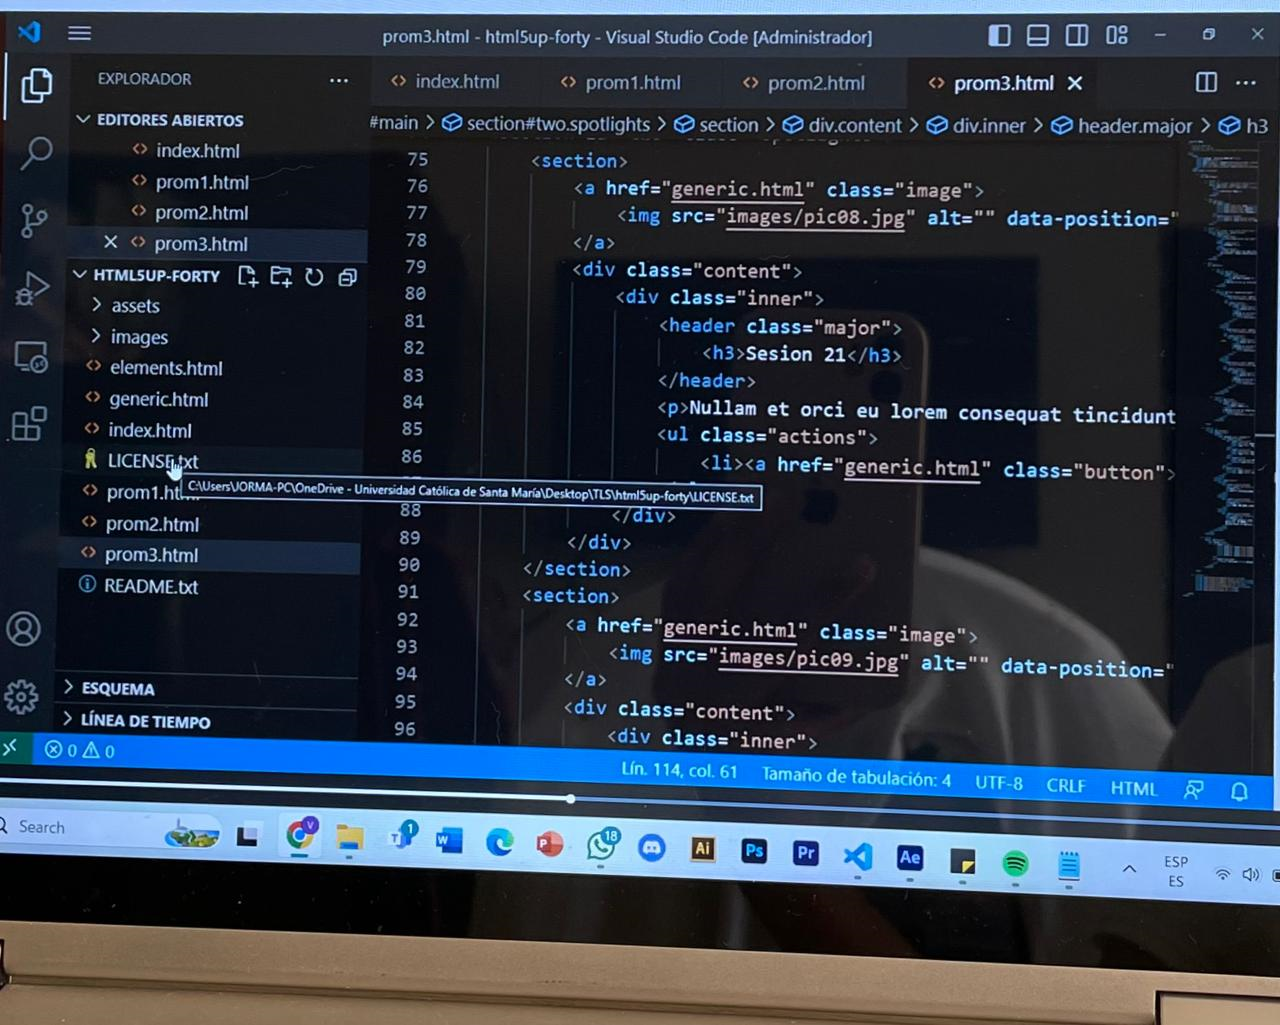 prom3.html - html5up-forty - Visual Studio Code [Administrador]
EXPLORADOR
index.html
prom1.html
prom2.html
prom3.html
EDITORES ABIERTOS
index.html
prom1.html
prom2.html
prom3.html
HTML5UP-FORTY
assets
images
elements.html
generic.html
index.html
LICENSE.txt
prom1.ht
prom2.html
prom3.html
README.txt
ESQUEMA
LÍNEA DE TIEMPO
#main > section#two.spotlights > section > div.content > div.inner > header.major > h3
75 <section>
76 <a href="generic.html" class="image">
77 <img src="images/pic08.jpg" alt="" data-position="
78 </a>
79 <div class="content">
80 <div class="inner">
81 <header class="major">
82 <h3>Sesion 21</h3>
83 </header>
84 <p>Nullam et orci eu lorem consequat tincidunt
85 <ul class="actions">
86 <li><a href="generic.html" class="button">
C:\Users\JORMA-PC\OneDrive - Universidad Católica de Santa María\Desktop\TLS\html5up-forty\LICENSE.txt
88 </div>
89 </div>
90 </section>
91 <section>
92 <a href="generic.html" class="image">
93 <img src="images/pic09.jpg" alt="" data-position="
94 </a>
95 <div class="content">
96 <div class="inner">
0 0
Lín. 114, col. 61
Tamaño de tabulación: 4
UTF-8
CRLF
HTML
Search
V
T
1
W
P
18
Ai
Ps
Pr
Ae
ESP
ES